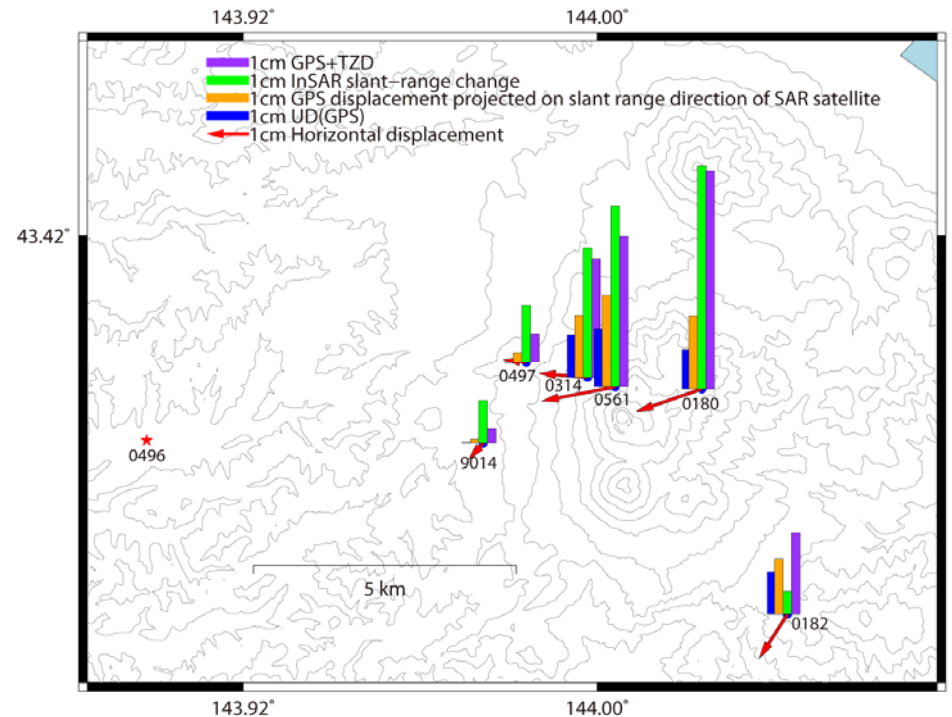 143.92°
144.00°
1cm GPS+TZD
1cm InSAR slant−range change
1cm GPS displacement projected on slant range direction of SAR satellite
1cm UD(GPS)
1cm Horizontal displacement
43.42°
0497
0314
0561
0180
0496
9014
5 km
0182
143.92°
144.00°